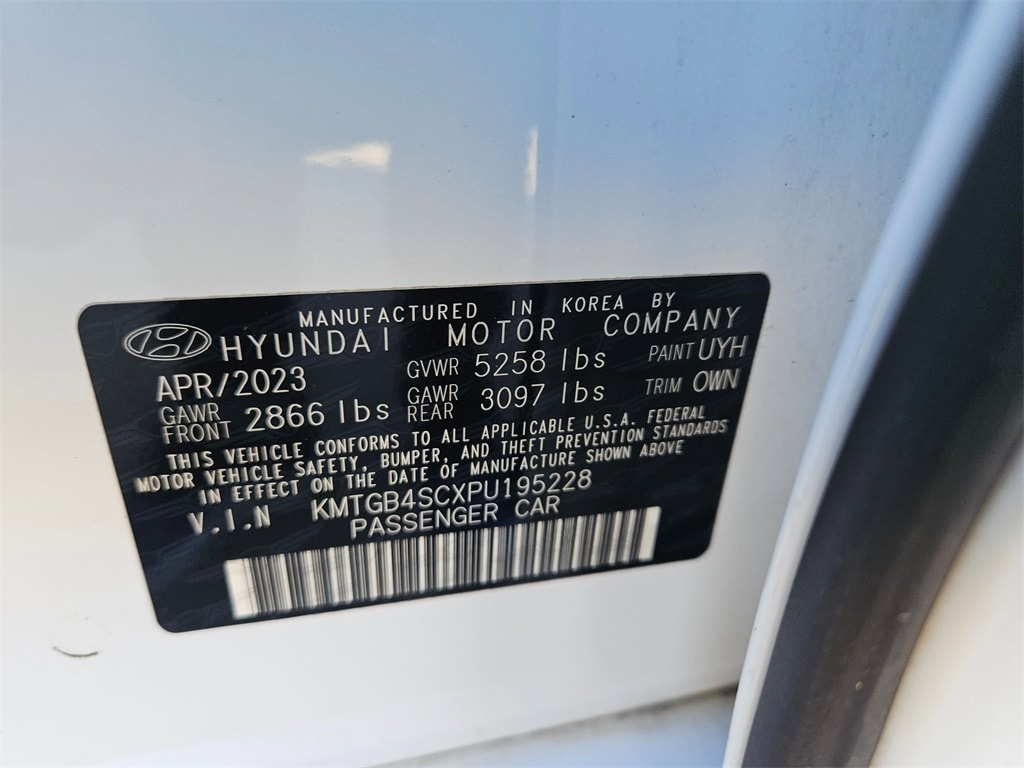 MANUFACTURED IN KOREA BY
HYUNDAI MOTOR COMPANY
APR/2023 GVWR 5258 lbs PAINT UYH
GAWR FRONT 2866 lbs GAWR REAR 3097 lbs TRIM OWN
THIS VEHICLE CONFORMS TO ALL APPLICABLE U.S.A. FEDERAL
MOTOR VEHICLE SAFETY, BUMPER, AND THEFT PREVENTION STANDARDS
IN EFFECT ON THE DATE OF MANUFACTURE SHOWN ABOVE
V.I.N KMTGB4SCXPU195228
PASSENGER CAR